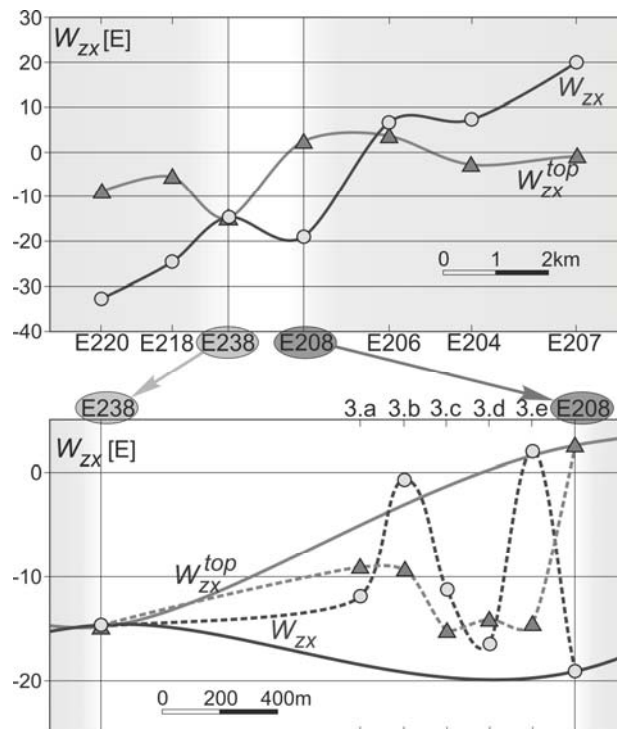 30
W_zx [E]
20
W_zx
10
0
W_zx^top
-10
-20
0 1 2km
-30
-40
E220 E218 E238 E208 E206 E204 E207
E238 3.a 3.b 3.c 3.d 3.e E208
W_zx [E]
0
-10
W_zx^top
W_zx
0 200 400m
-20